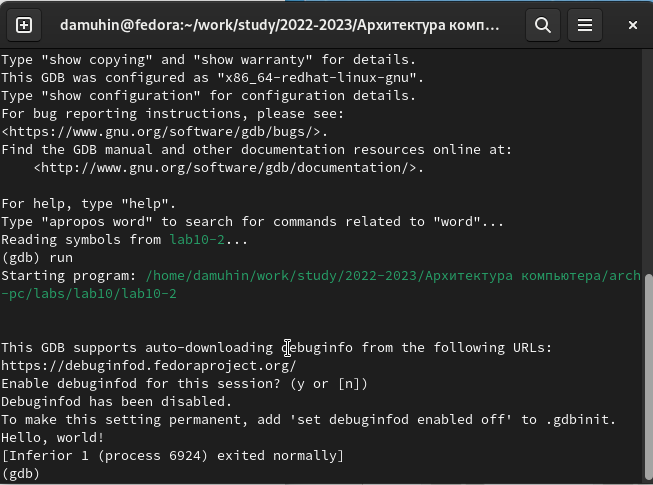 damuhin@fedora:~/work/study/2022-2023/Архитектура комп...
Type "show copying" and "show warranty" for details.
This GDB was configured as "x86_64-redhat-linux-gnu".
Type "show configuration" for configuration details.
For bug reporting instructions, please see:
<https://www.gnu.org/software/gdb/bugs/>.
Find the GDB manual and other documentation resources online at:
    <http://www.gnu.org/software/gdb/documentation/>.
For help, type "help".
Type "apropos word" to search for commands related to "word"...
Reading symbols from lab10-2...
(gdb) run
Starting program: /home/damuhin/work/study/2022-2023/Архитектура компьютера/arch
-pc/labs/lab10/lab10-2
This GDB supports auto-downloading debuginfo from the following URLs:
https://debuginfod.fedoraproject.org/
Enable debuginfod for this session? (y or [n])
Debuginfod has been disabled.
To make this setting permanent, add 'set debuginfod enabled off' to .gdbinit.
Hello, world!
[Inferior 1 (process 6924) exited normally]
(gdb)